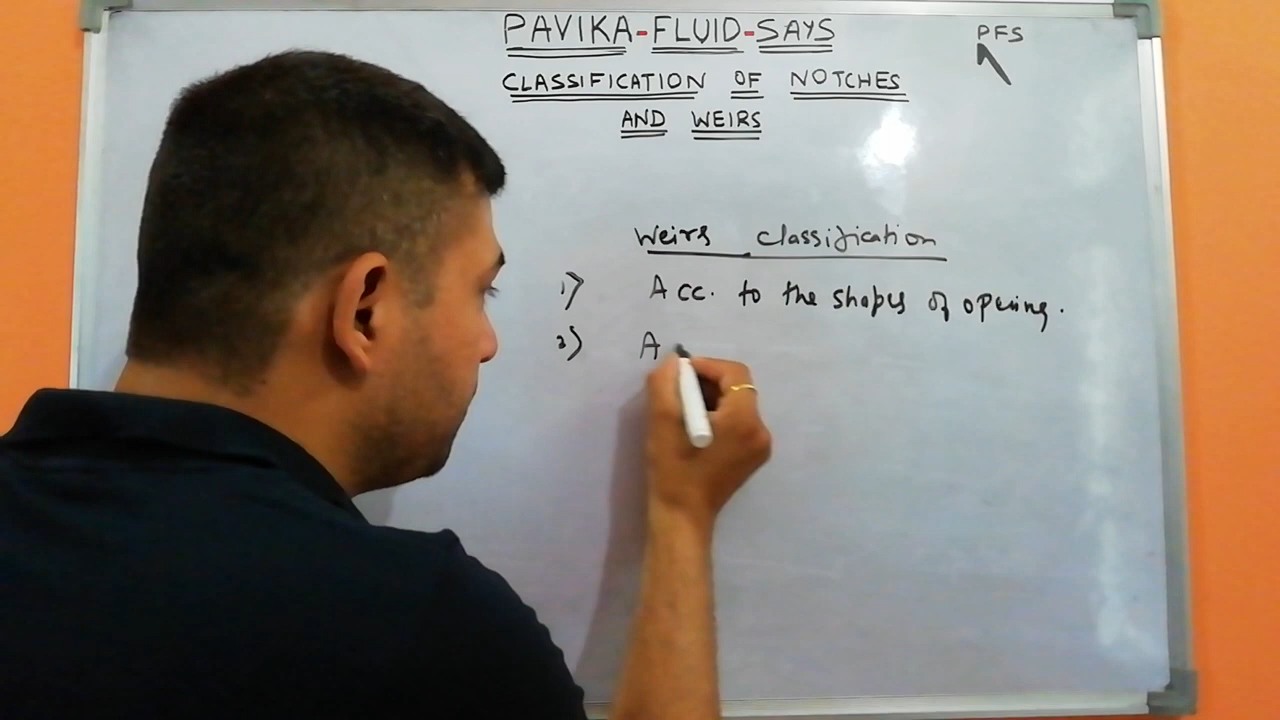 PAVIKA-FLUID-SAYS
PFS
CLASSIFICATION OF NOTCHES
AND WEIRS
Weirs classification
1) Acc. to the shapes of opening.
2) A